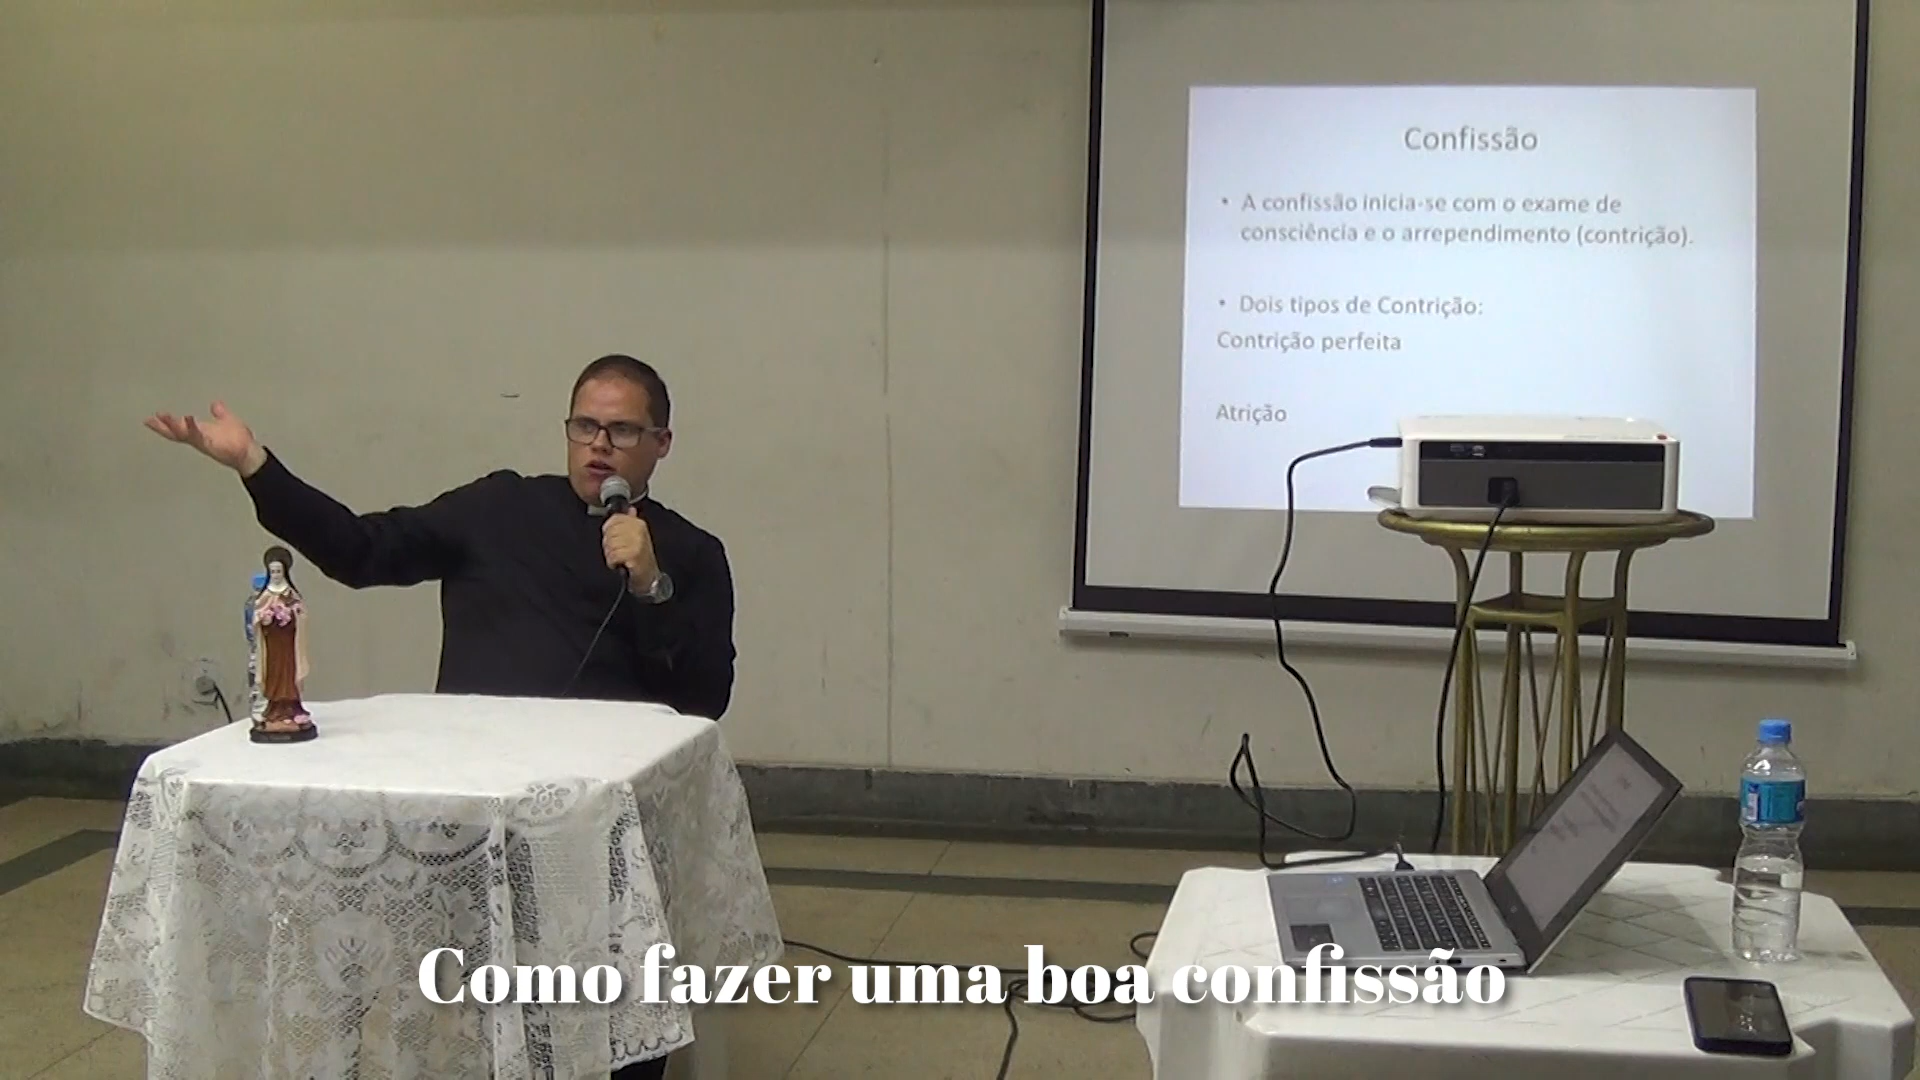 Confissão
• A confissão inicia-se com o exame de
consciência e o arrependimento (contrição).
• Dois tipos de Contrição:
Contrição perfeita
Atrição
Como fazer uma boa confissão